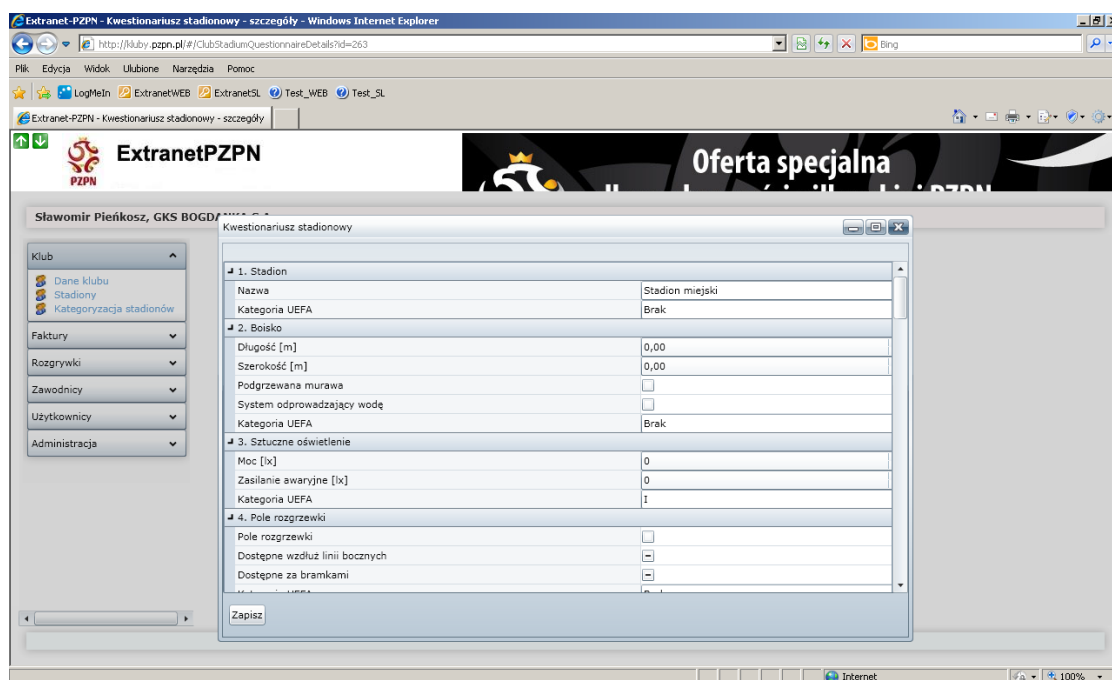 Extranet-PZPN - Kwestionariusz stadionowy - szczegóły - Windows Internet Explorer
http://kluby.pzpn.pl/#/ClubStadiumQuestionnaireDetails?id=263
Bing
Plik Edycja Widok Ulubione Narzędzia Pomoc
LogMeIn ExtranetWEB ExtranetSL Test_WEB Test_SL
Extranet-PZPN - Kwestionariusz stadionowy - szczegóły
PZPN
ExtranetPZPN
Oferta specjalna
Sławomir Pieńkosz, GKS
Kwestionariusz stadionowy
Klub
Dane klubu
Stadiony
Kategoryzacja stadionów
Faktury
Rozgrywki
Zawodnicy
Użytkownicy
Administracja
1. Stadion
Nazwa Stadion miejski
Kategoria UEFA Brak
2. Boisko
Długość [m] 0,00
Szerokość [m] 0,00
Podgrzewana murawa
System odprowadzający wodę
Kategoria UEFA Brak
3. Sztuczne oświetlenie
Moc [lx] 0
Zasilanie awaryjne [lx] 0
Kategoria UEFA I
4. Pole rozgrzewki
Pole rozgrzewki
Dostępne wzdłuż linii bocznych
Dostępne za bramkami
Zapisz
Internet 100%